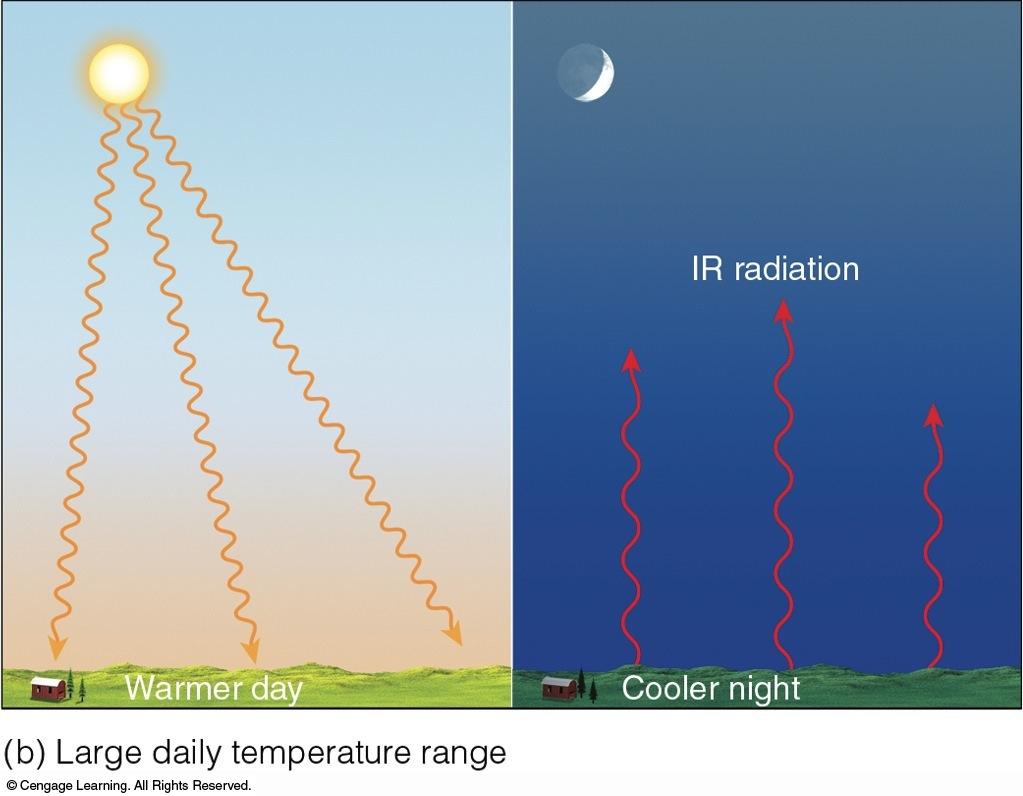 IR radiation
Warmer day
Cooler night
(b) Large daily temperature range
© Cengage Learning. All Rights Reserved.